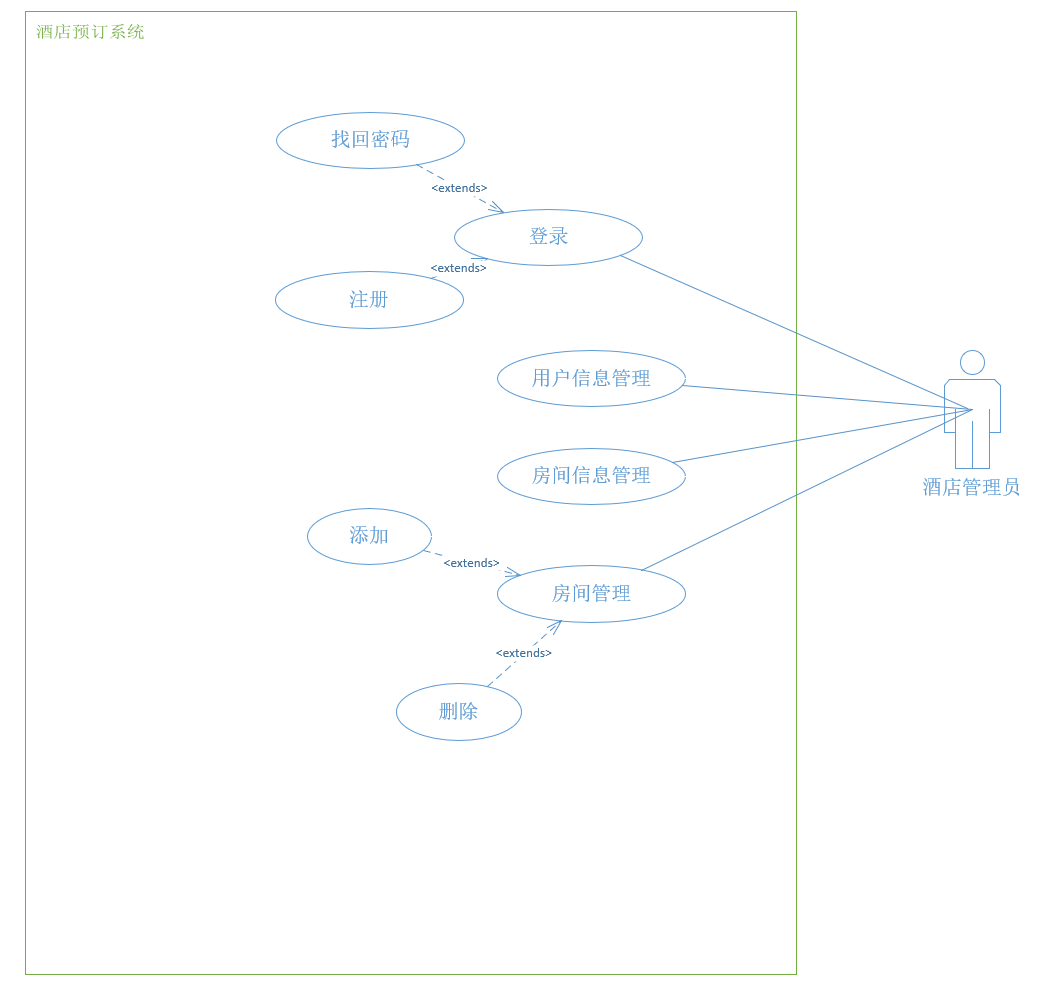 酒店预订系统
找回密码
<extends>
登录
<extends>
注册
用户信息管理
房间信息管理
酒店管理员
添加
<extends>
房间管理
<extends>
删除